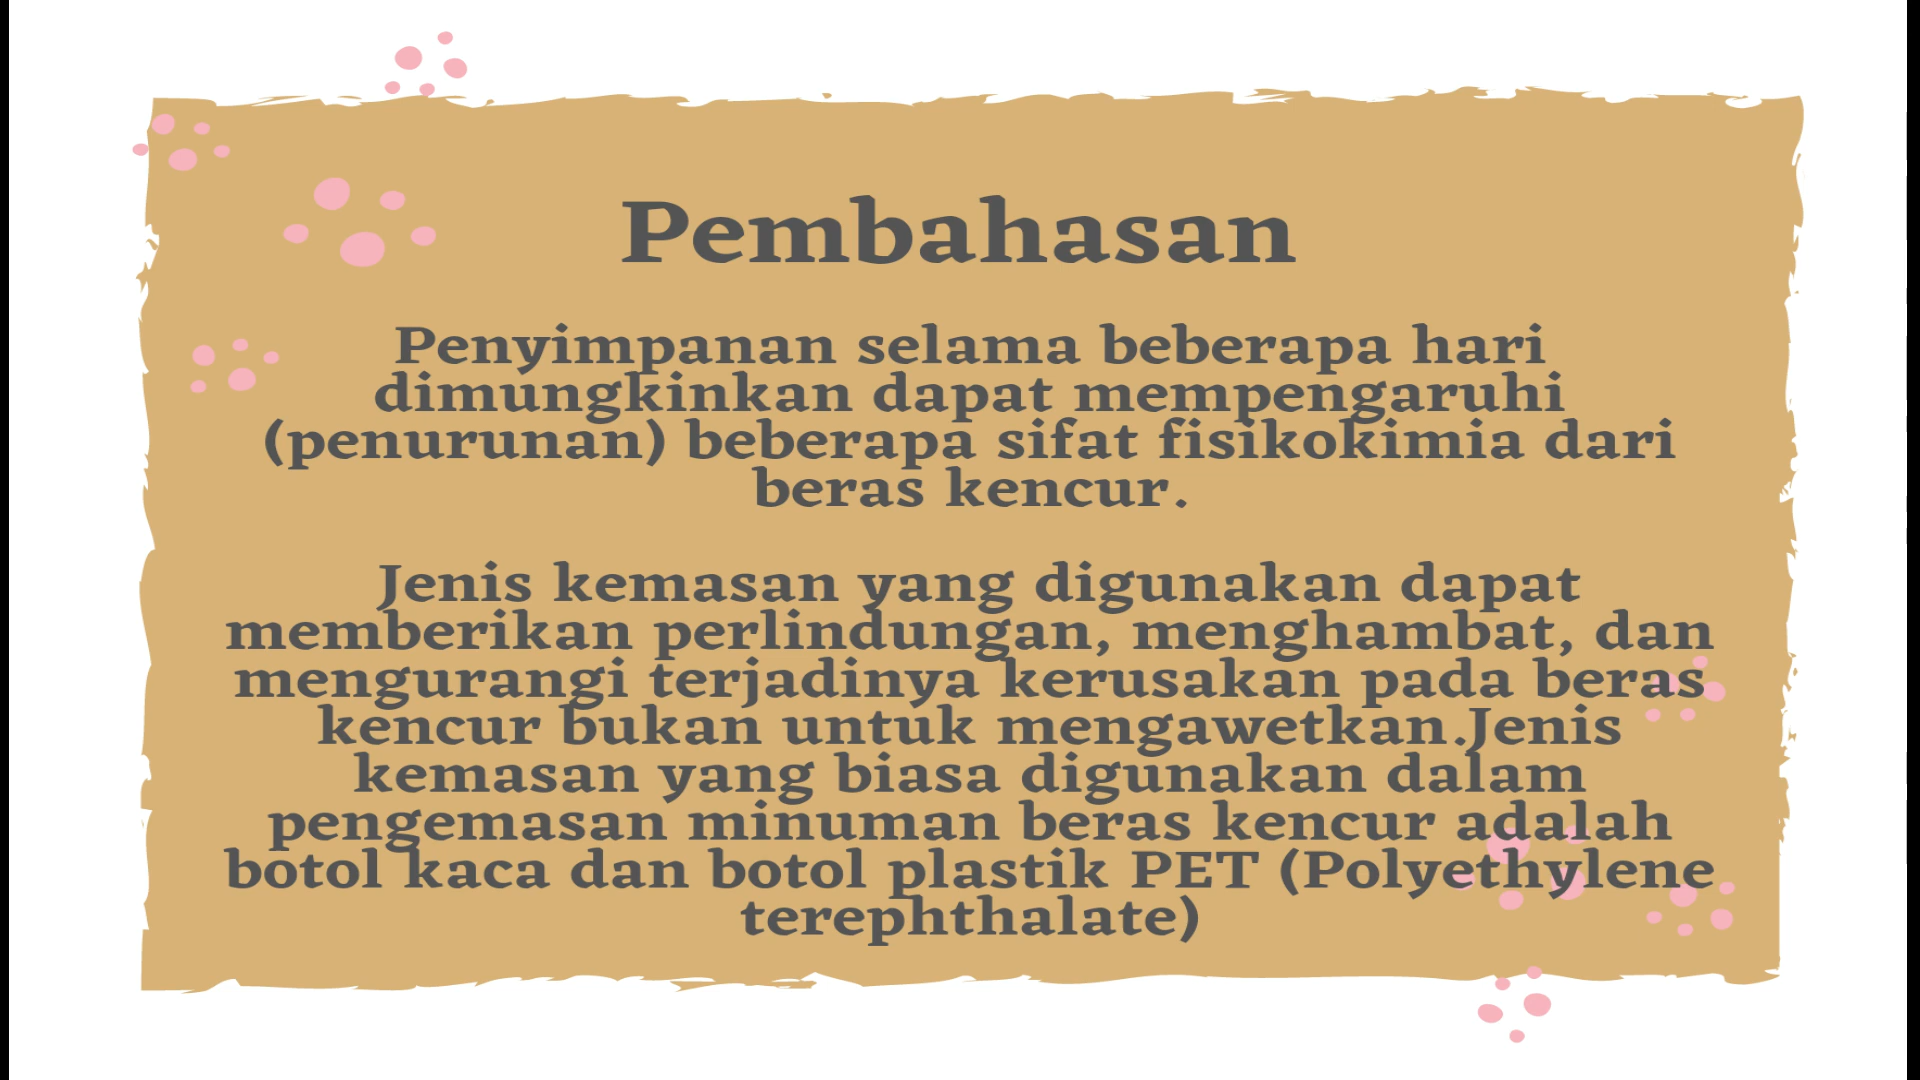 Pembahasan
Penyimpanan selama beberapa hari
dimungkinkan dapat mempengaruhi
(penurunan) beberapa sifat fisikokimia dari
beras kencur.
Jenis kemasan yang digunakan dapat
memberikan perlindungan, menghambat, dan
mengurangi terjadinya kerusakan pada beras
kencur bukan untuk mengawetkan.Jenis
kemasan yang biasa digunakan dalam
pengemasan minuman beras kencur adalah
botol kaca dan botol plastik PET (Polyethylene
terephthalate)